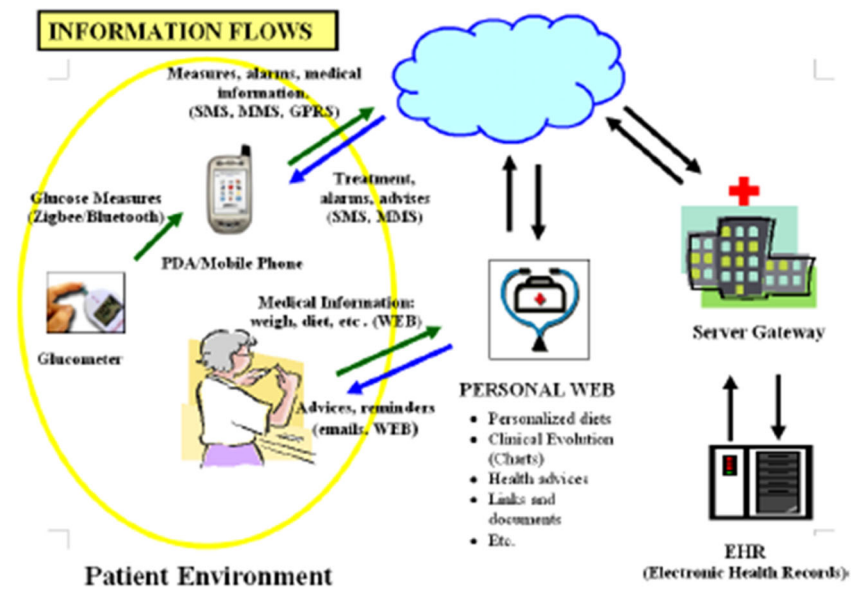 INFORMATION FLOWS
Measures, alarms, medical
information.
(SMS, MMS, GPRS)
Treatment,
alarms, advises
(SMS, MMS)
Glucose Measures
(Zigbee/Bluetooth)
PDA/Mobile Phone
Glucometer
Medical Information:
weigh, diet, etc . (WEB)
Advices, reminders
(emails, WEB)
Patient Environment
PERSONAL WEB
• Personalized diets
• Clinical Evolution
(Charts)
• Health advices
• Links and
documents
• Etc.
Server Gateway
EHR
(Electronic Health Records)